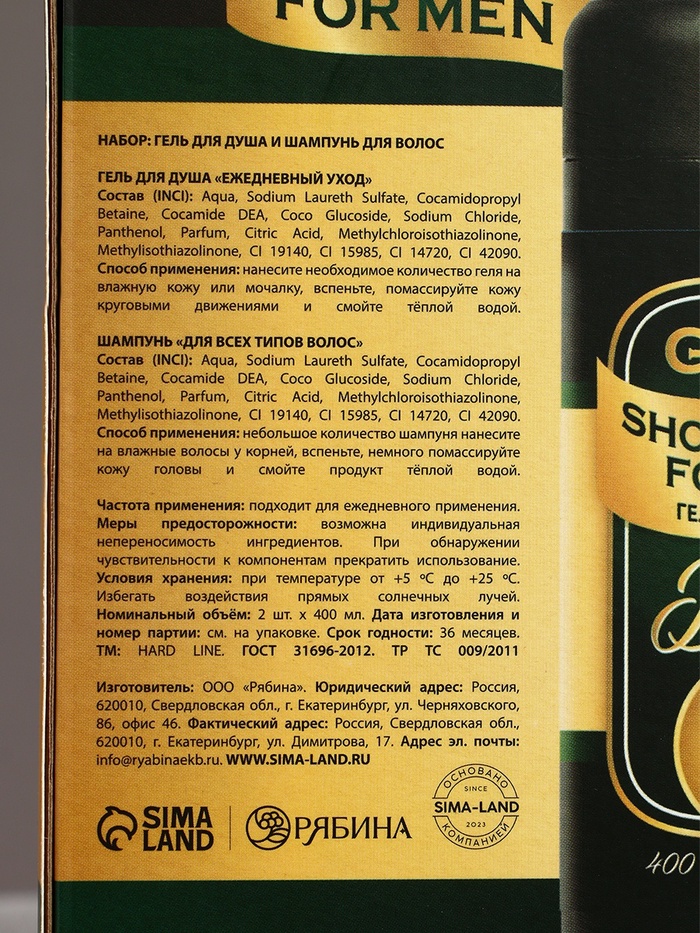 FOR MEN
НАБОР: ГЕЛЬ ДЛЯ ДУША И ШАМПУНЬ ДЛЯ ВОЛОС
ГЕЛЬ ДЛЯ ДУША «ЕЖЕДНЕВНЫЙ УХОД»
Состав (INCI): Aqua, Sodium Laureth Sulfate, Cocamidopropyl
Betaine, Cocamide DEA, Coco Glucoside, Sodium Chloride,
Panthenol, Parfum, Citric Acid, Methylchloroisothiazolinone,
Methylisothiazolinone, CI 19140, CI 15985, CI 14720, CI 42090.
Способ применения: нанесите необходимое количество геля на
влажную кожу или мочалку, вспеньте, помассируйте кожу
круговыми движениями и смойте тёплой водой.
ШАМПУНЬ «ДЛЯ ВСЕХ ТИПОВ ВОЛОС»
Состав (INCI): Aqua, Sodium Laureth Sulfate, Cocamidopropyl
Betaine, Cocamide DEA, Coco Glucoside, Sodium Chloride,
Panthenol, Parfum, Citric Acid, Methylchloroisothiazolinone,
Methylisothiazolinone, CI 19140, CI 15985, CI 14720, CI 42090.
Способ применения: небольшое количество шампуня нанесите
на влажные волосы у корней, вспеньте, немного помассируйте
кожу головы и смойте продукт тёплой водой.
Частота применения: подходит для ежедневного применения.
Меры предосторожности: возможна индивидуальная
непереносимость ингредиентов. При обнаружении
чувствительности к компонентам прекратить использование.
Условия хранения: при температуре от +5 ºС до +25 ºС.
Избегать воздействия прямых солнечных лучей.
Номинальный объём: 2 шт. х 400 мл. Дата изготовления и
номер партии: см. на упаковке. Срок годности: 36 месяцев.
ТМ: HARD LINE. ГОСТ 31696-2012. ТР ТС 009/2011
Изготовитель: ООО «Рябина». Юридический адрес: Россия,
620010, Свердловская обл., г. Екатеринбург, ул. Черняховского,
86, офис 46. Фактический адрес: Россия, Свердловская обл.,
620010, г. Екатеринбург, ул. Димитрова, 17. Адрес эл. почты:
info@ryabinaekb.ru. WWW.SIMA-LAND.RU
SIMA
LAND
РЯБИНА
ОСНОВАНО
SINCE
SIMA-LAND
2023
КОМПАНИЕЙ
G
SHO
FO
ГЕЛ
400